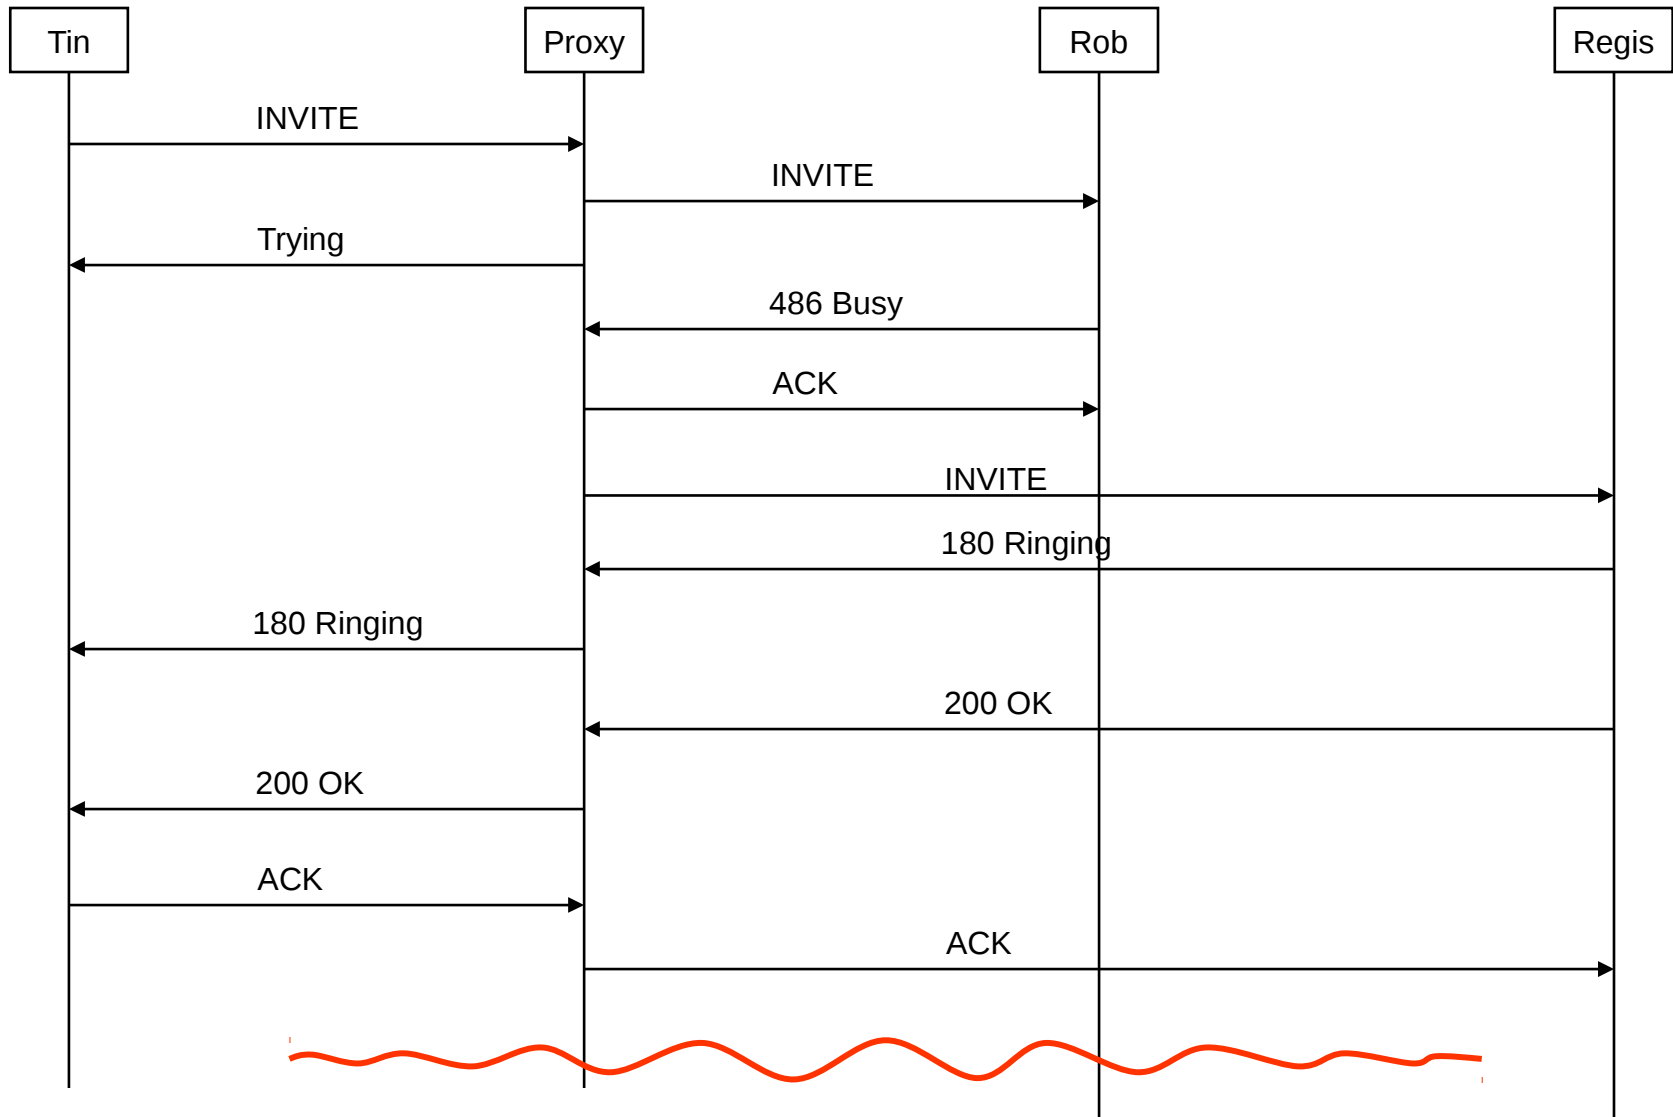 Tin
Proxy
Rob
Regis
INVITE
INVITE
Trying
486 Busy
ACK
INVITE
180 Ringing
180 Ringing
200 OK
200 OK
ACK
ACK